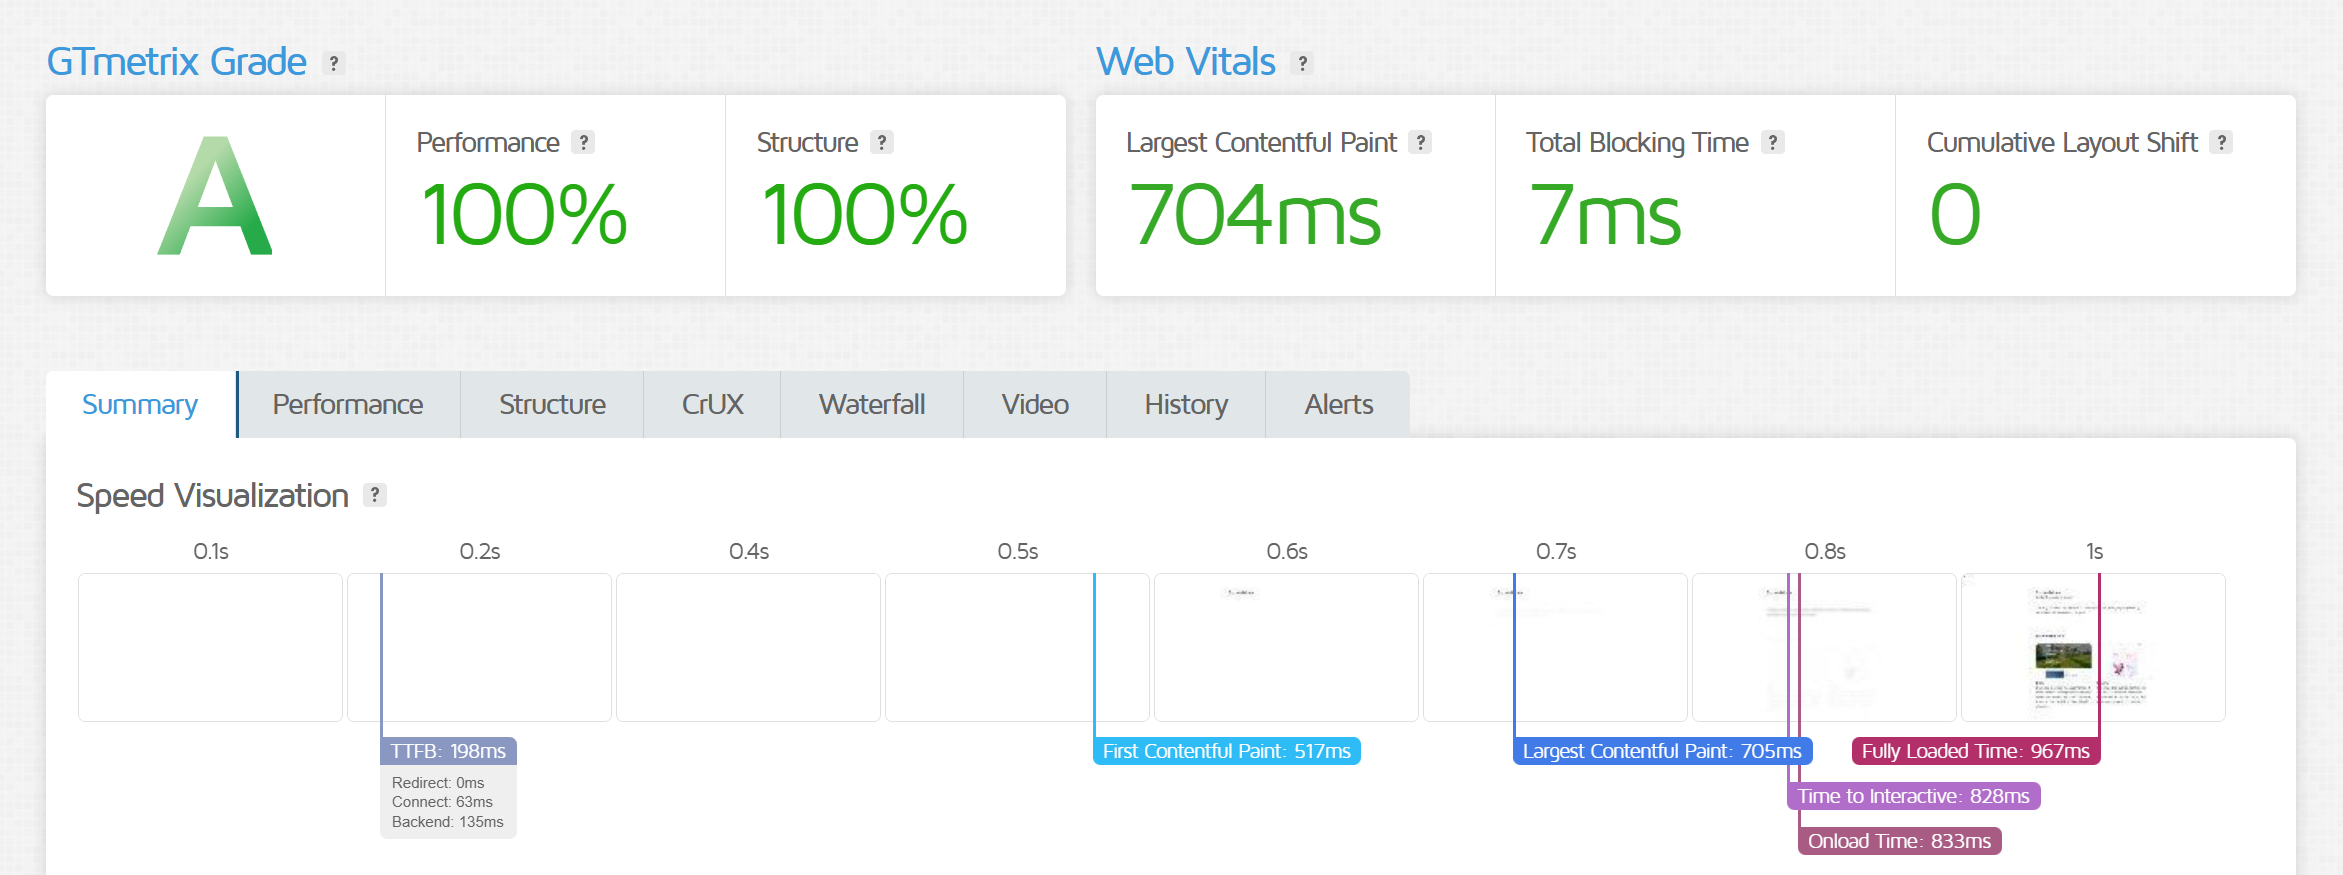 GTmetrix Grade ?
Web Vitals ?
A
Performance ?
100%
Structure ?
100%
Largest Contentful Paint ?
704ms
Total Blocking Time ?
7ms
Cumulative Layout Shift ?
0
Summary Performance Structure CrUX Waterfall Video History Alerts
Speed Visualization ?
0.1s 0.2s 0.4s 0.5s 0.6s 0.7s 0.8s 1s
TTFB: 198ms
Redirect: 0ms
Connect: 63ms
Backend: 135ms
First Contentful Paint: 517ms
Largest Contentful Paint: 705ms
Fully Loaded Time: 967ms
Time to Interactive: 828ms
Onload Time: 833ms